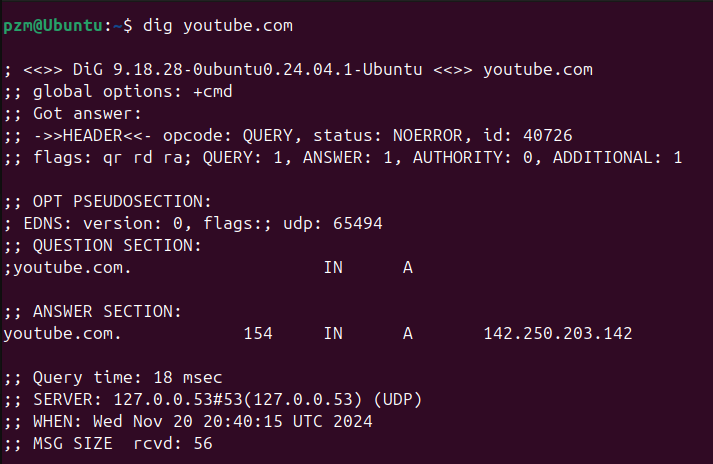 pzm@Ubuntu:~$ dig youtube.com
; <<>> DiG 9.18.28-0ubuntu0.24.04.1-Ubuntu <<>> youtube.com
;; global options: +cmd
;; Got answer:
;; ->>HEADER<<- opcode: QUERY, status: NOERROR, id: 40726
;; flags: qr rd ra; QUERY: 1, ANSWER: 1, AUTHORITY: 0, ADDITIONAL: 1
;; OPT PSEUDOSECTION:
; EDNS: version: 0, flags:; udp: 65494
;; QUESTION SECTION:
;youtube.com. IN A
;; ANSWER SECTION:
youtube.com. 154 IN A 142.250.203.142
;; Query time: 18 msec
;; SERVER: 127.0.0.53#53(127.0.0.53) (UDP)
;; WHEN: Wed Nov 20 20:40:15 UTC 2024
;; MSG SIZE rcvd: 56